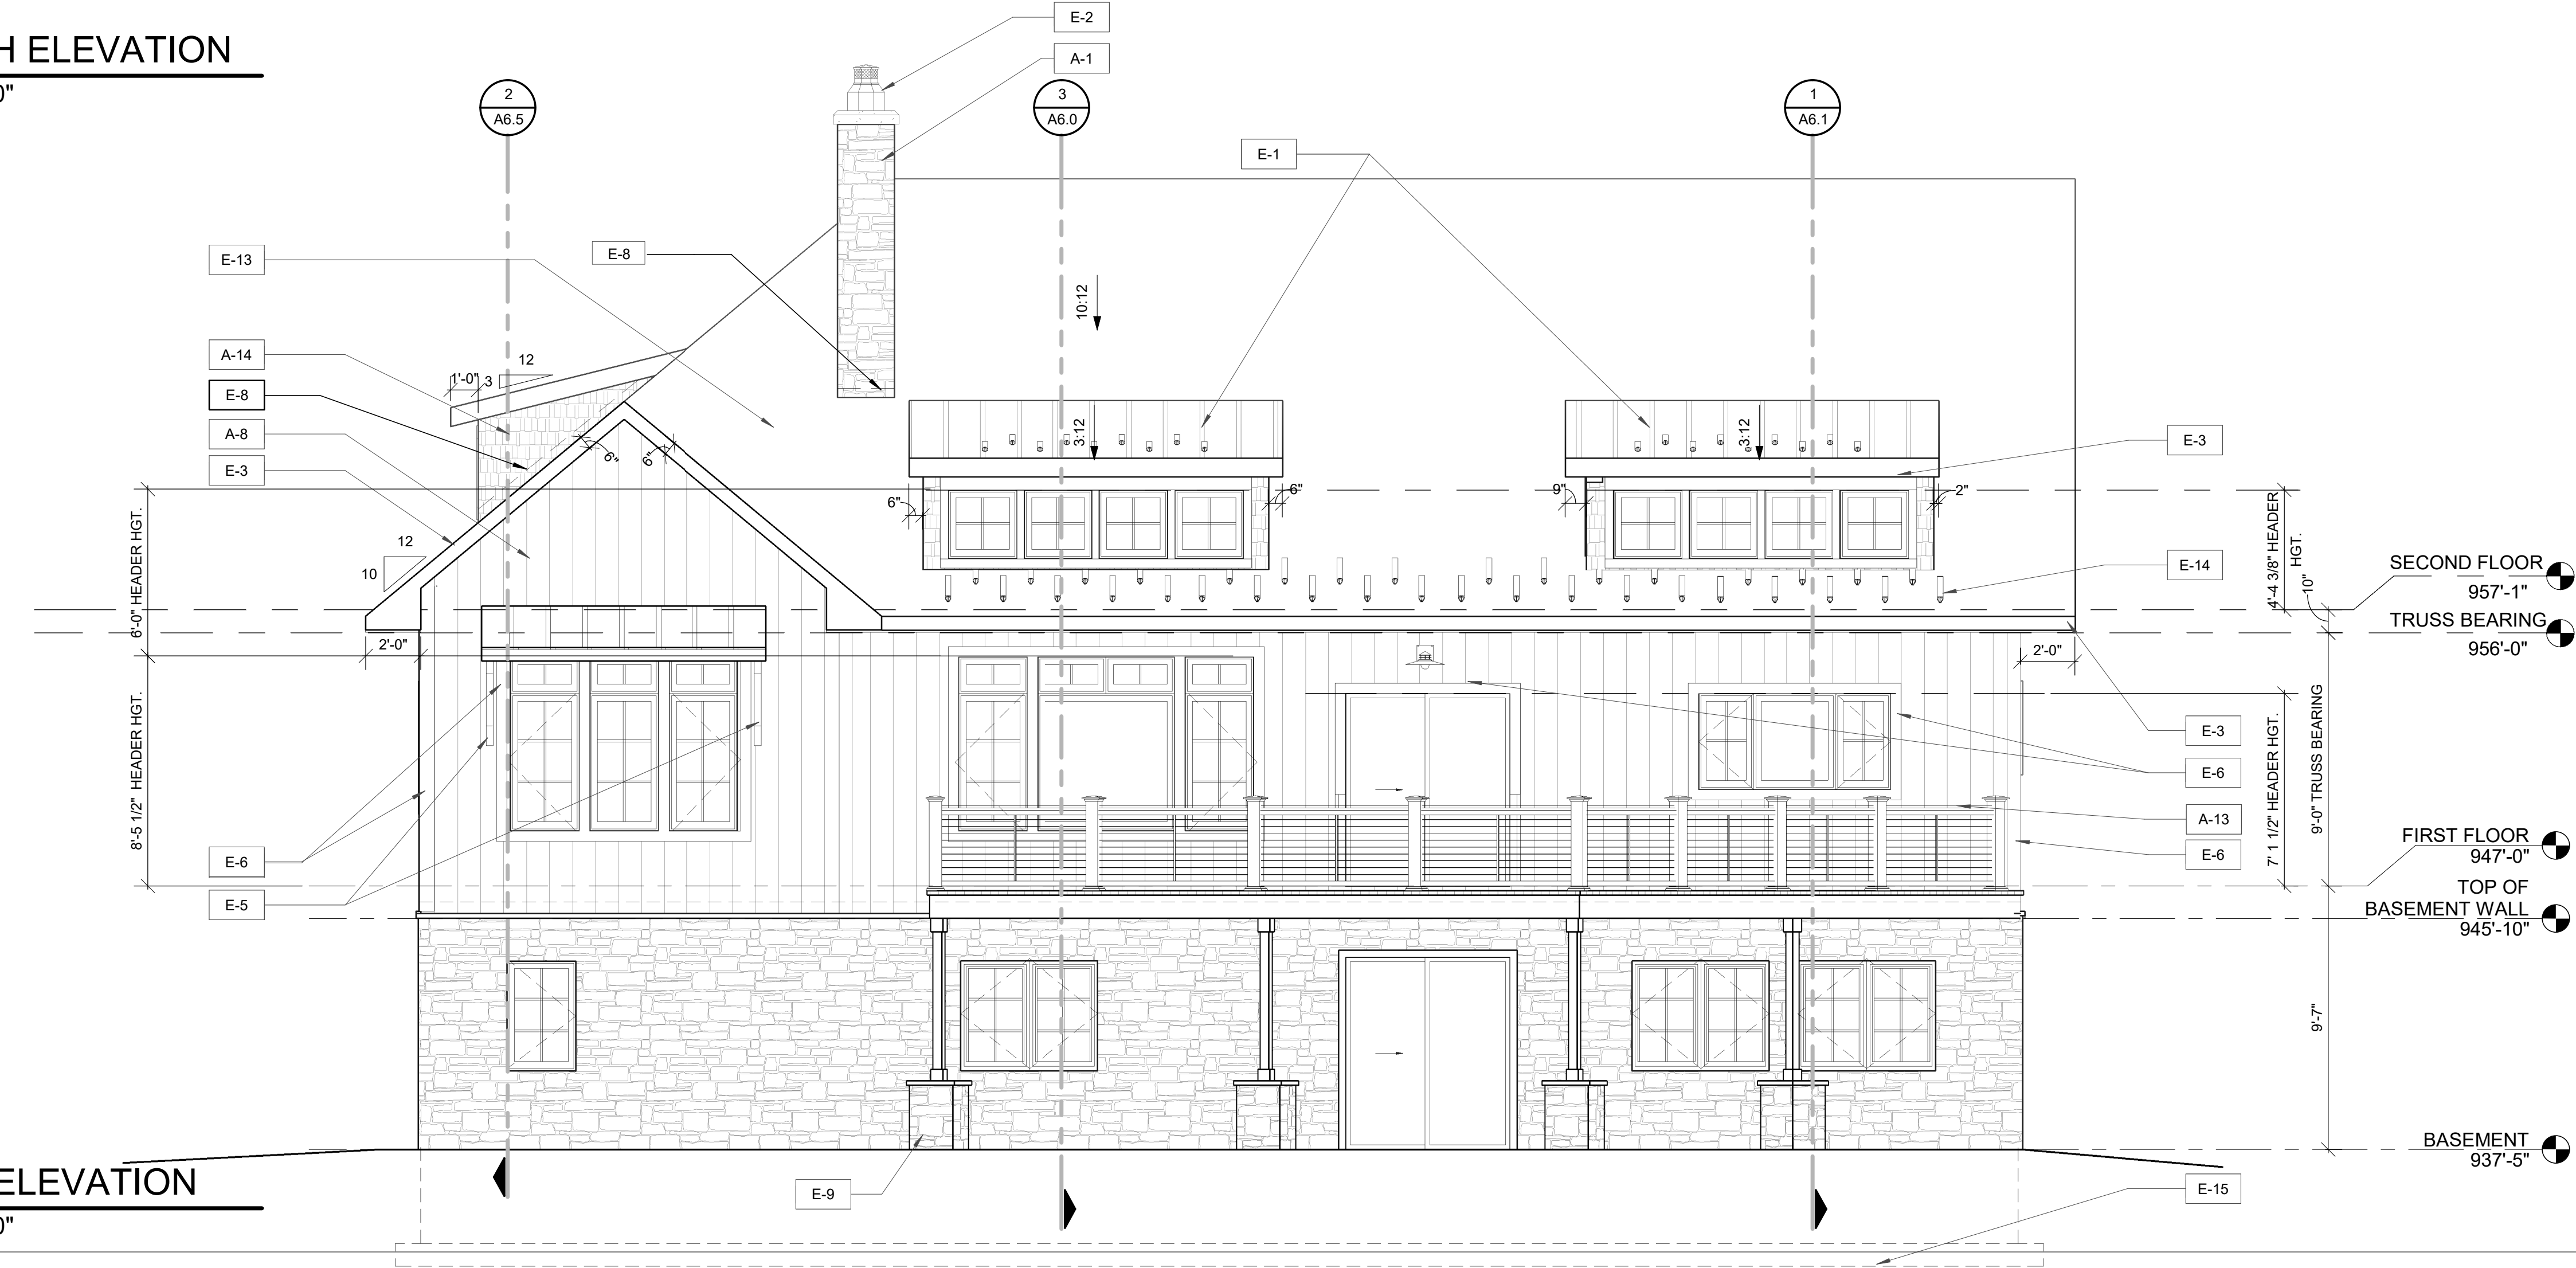 H ELEVATION
0"
E-2
A-1
2
A6.5
3
A6.0
1
A6.1
E-1
E-13
E-8
10:12
A-14
E-8
A-8
E-3
1'-0"
3
12
6"
6"
12
10
3:12
3:12
6"
6"
9"
2"
E-3
E-14
6'-0" HEADER HGT.
4'-4 3/8" HEADER
HGT.
10"
SECOND FLOOR
957'-1"
TRUSS BEARING
956'-0"
2'-0"
2'-0"
8'-5 1/2" HEADER HGT.
7' 1 1/2" HEADER HGT.
9'-0" TRUSS BEARING
E-3
E-6
A-13
E-6
E-6
E-5
FIRST FLOOR
947'-0"
TOP OF
BASEMENT WALL
945'-10"
9'-7"
BASEMENT
937'-5"
ELEVATION
0"
E-9
E-15